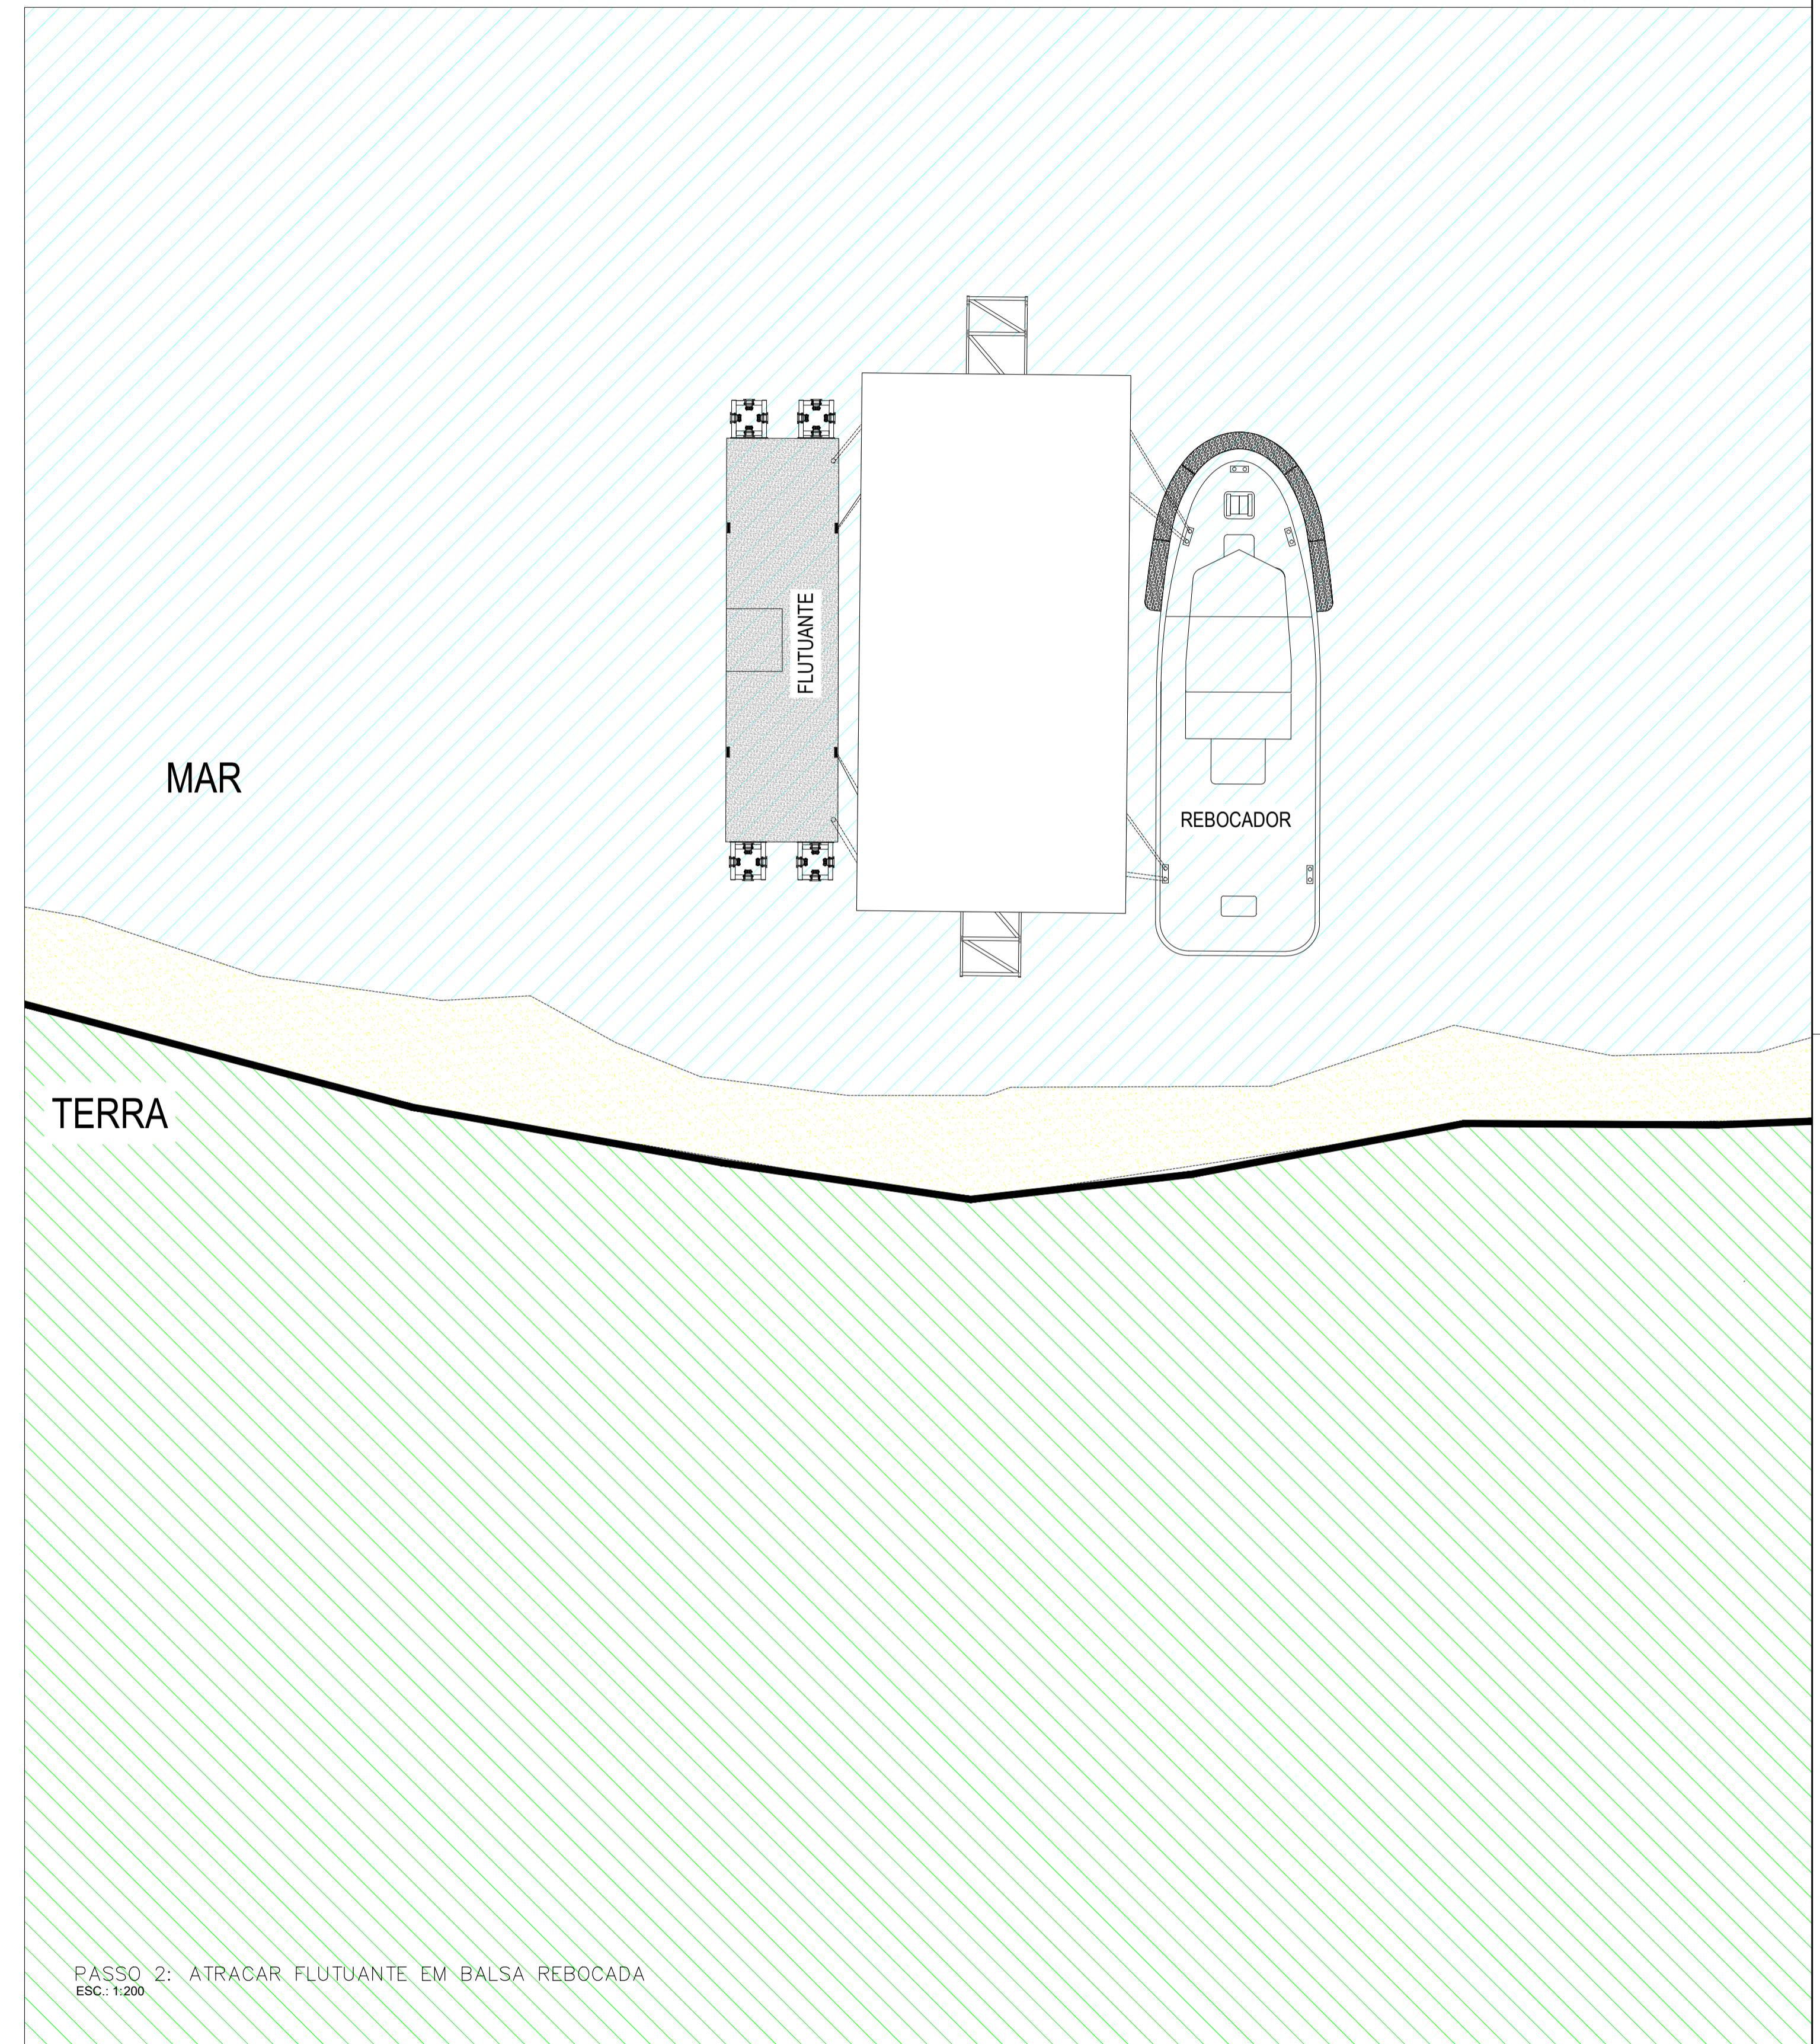 FLUTUANTE
MAR
REBOCADOR
TERRA
PASSO 2: ATRACAR FLUTUANTE EM BALSA REBOCADA
ESC.: 1:200